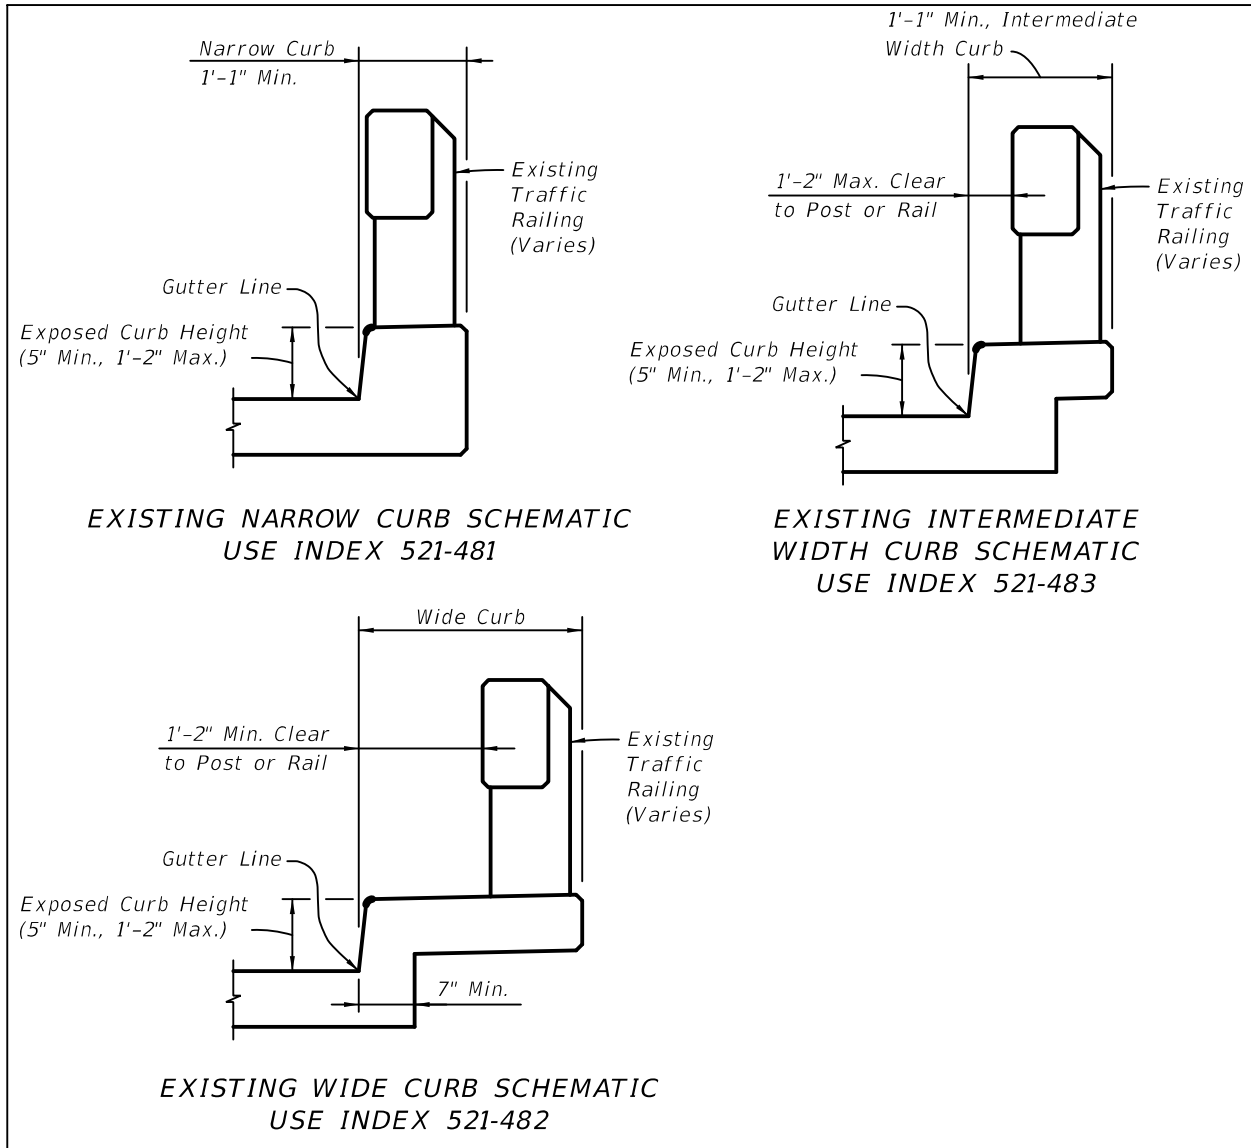 Narrow Curb
1'-1" Min.
Existing
Traffic
Railing
(Varies)
Gutter Line
Exposed Curb Height
(5" Min., 1'-2" Max.)
EXISTING NARROW CURB SCHEMATIC
USE INDEX 521-481
1'-1" Min., Intermediate
Width Curb
1'-2" Max. Clear
to Post or Rail
Existing
Traffic
Railing
(Varies)
Gutter Line
Exposed Curb Height
(5" Min., 1'-2" Max.)
EXISTING INTERMEDIATE
WIDTH CURB SCHEMATIC
USE INDEX 521-483
Wide Curb
1'-2" Min. Clear
to Post or Rail
Existing
Traffic
Railing
(Varies)
Gutter Line
Exposed Curb Height
(5" Min., 1'-2" Max.)
7" Min.
EXISTING WIDE CURB SCHEMATIC
USE INDEX 521-482